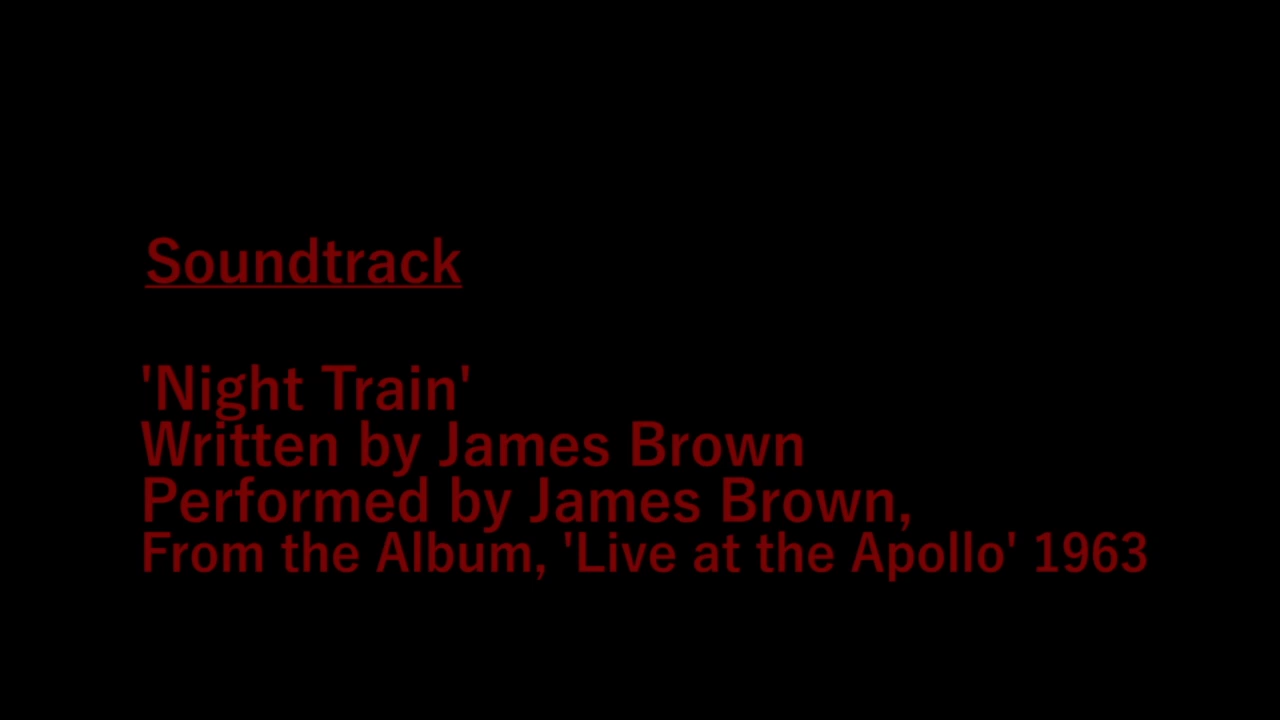 Soundtrack
'Night Train'
Written by James Brown
Performed by James Brown,
From the Album, 'Live at the Apollo' 1963